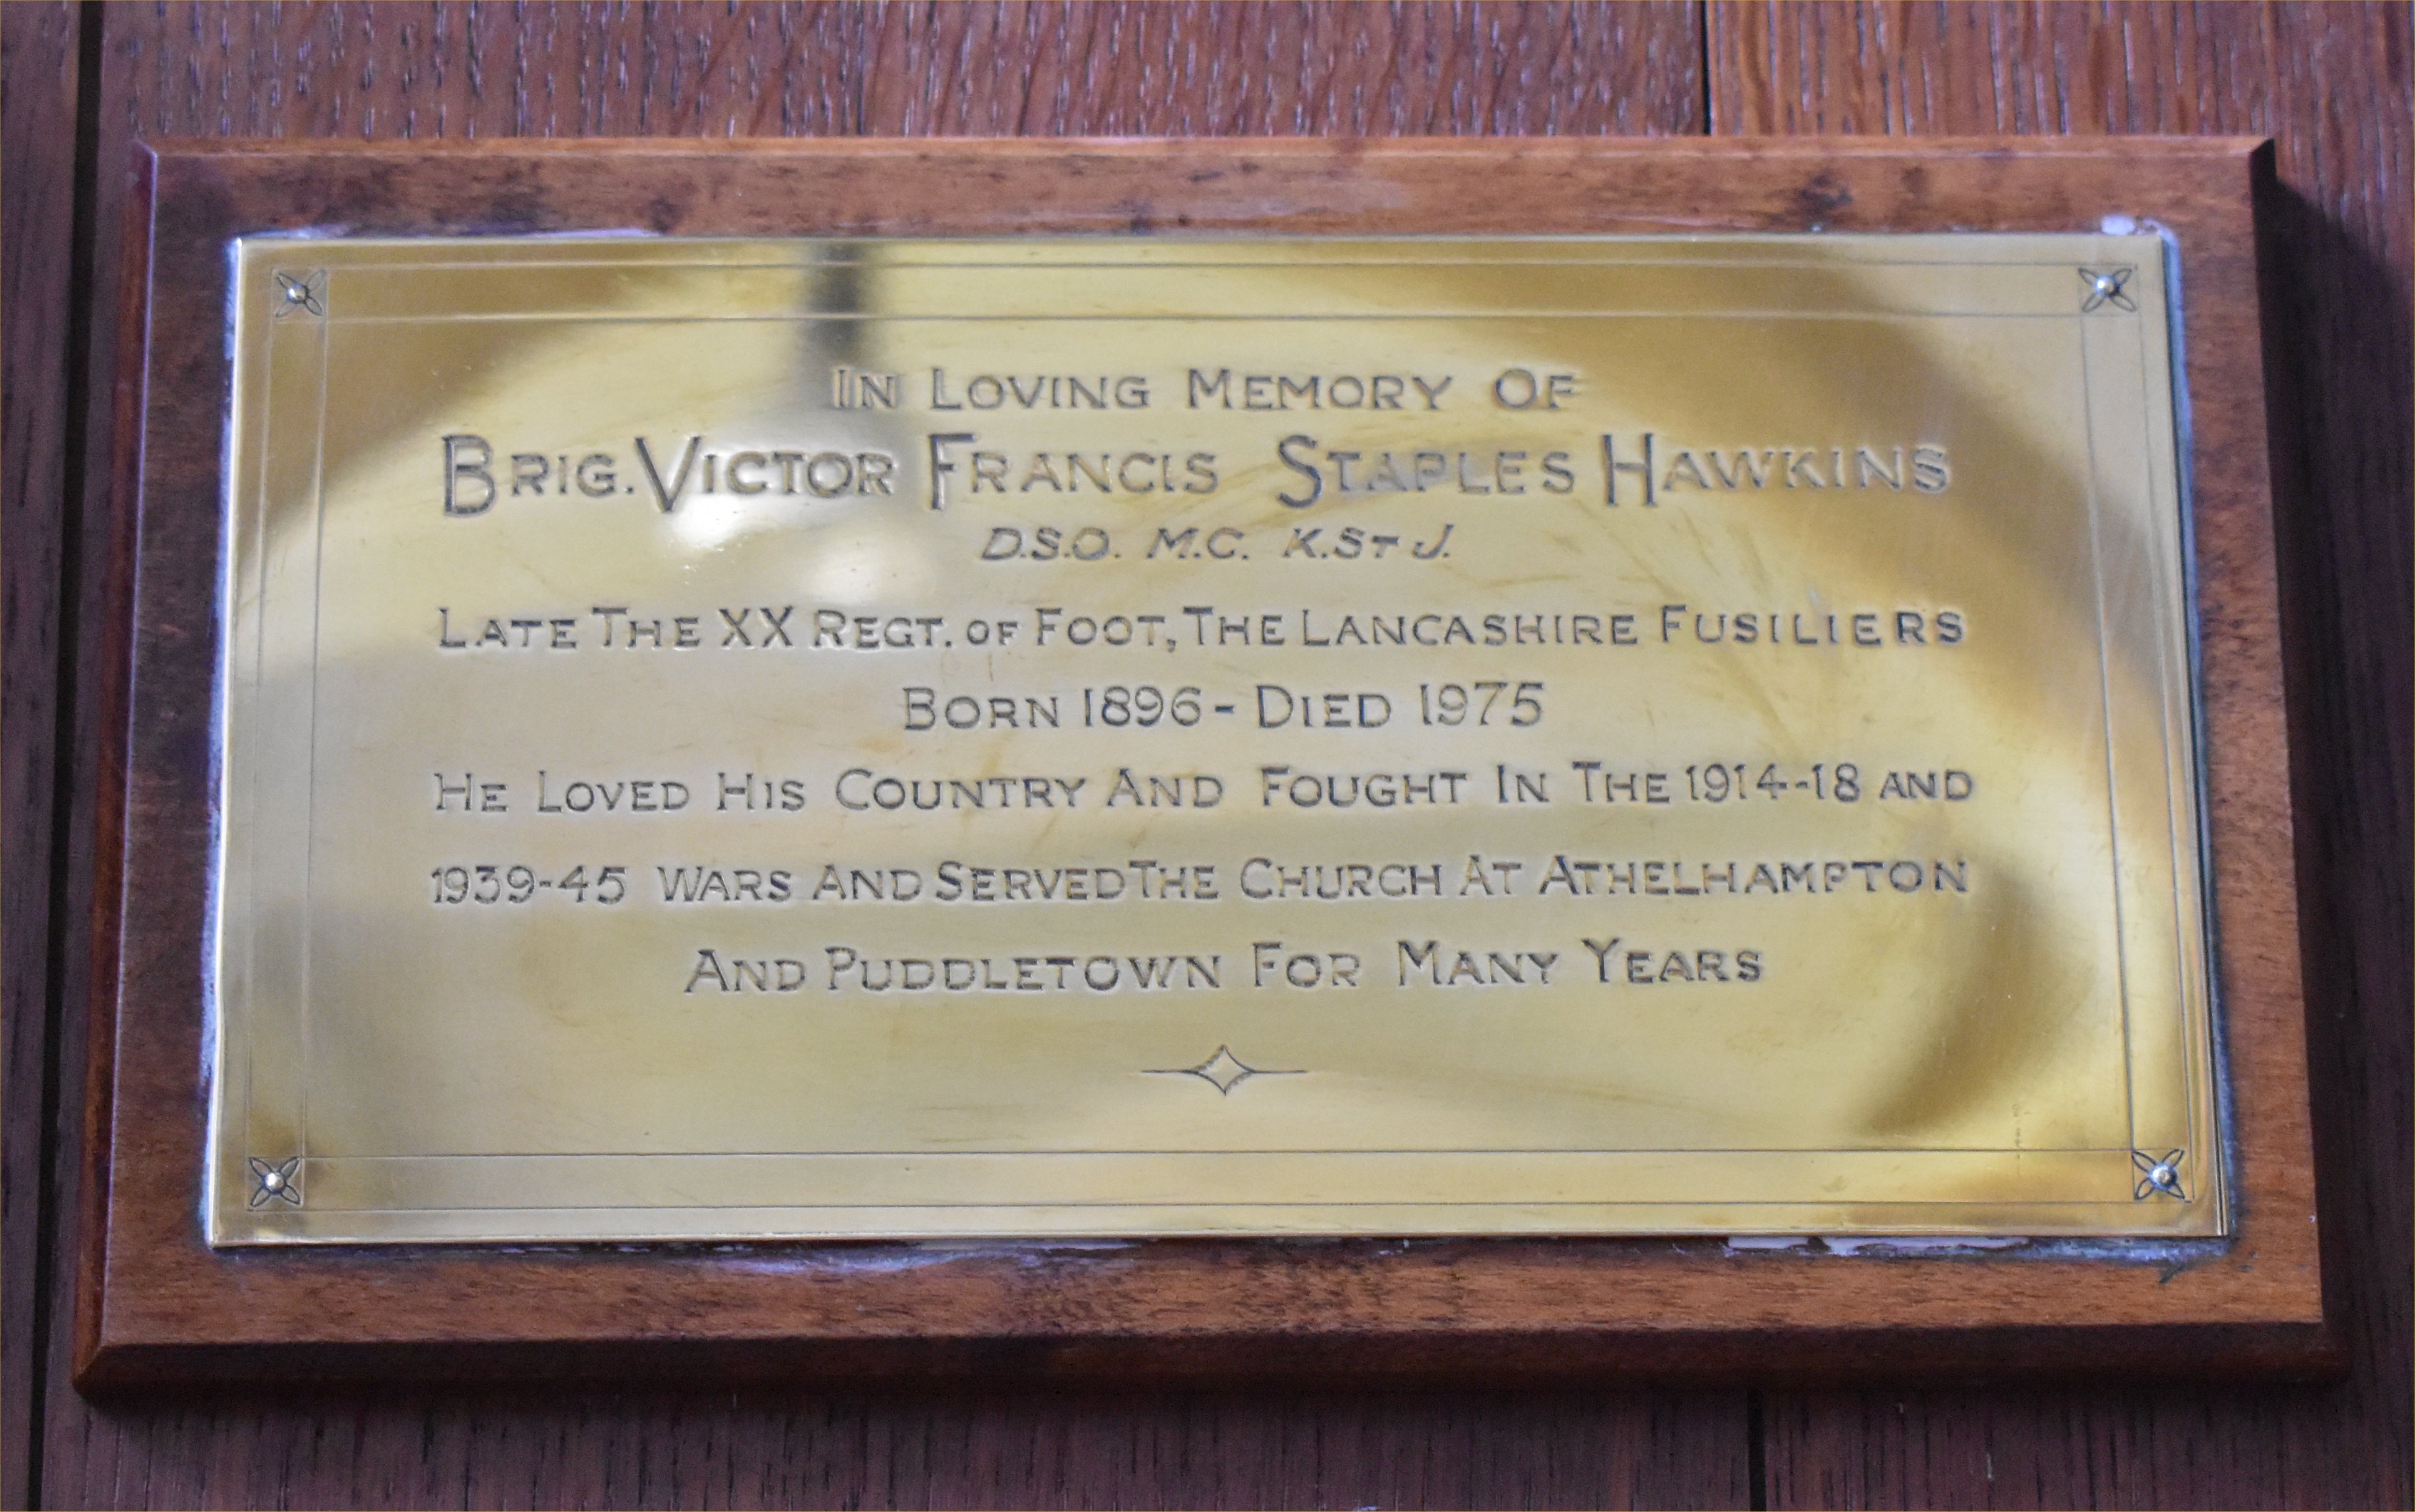 In Loving Memory Of
Brig. Victor Francis Staples Hawkins
D.S.O. M.C. K.St J.
Late The XX Regt. of Foot, The Lancashire Fusiliers
Born 1896 - Died 1975
He Loved His Country And Fought In The 1914-18 and
1939-45 Wars And Served The Church At Athelhampton
And Puddletown For Many Years